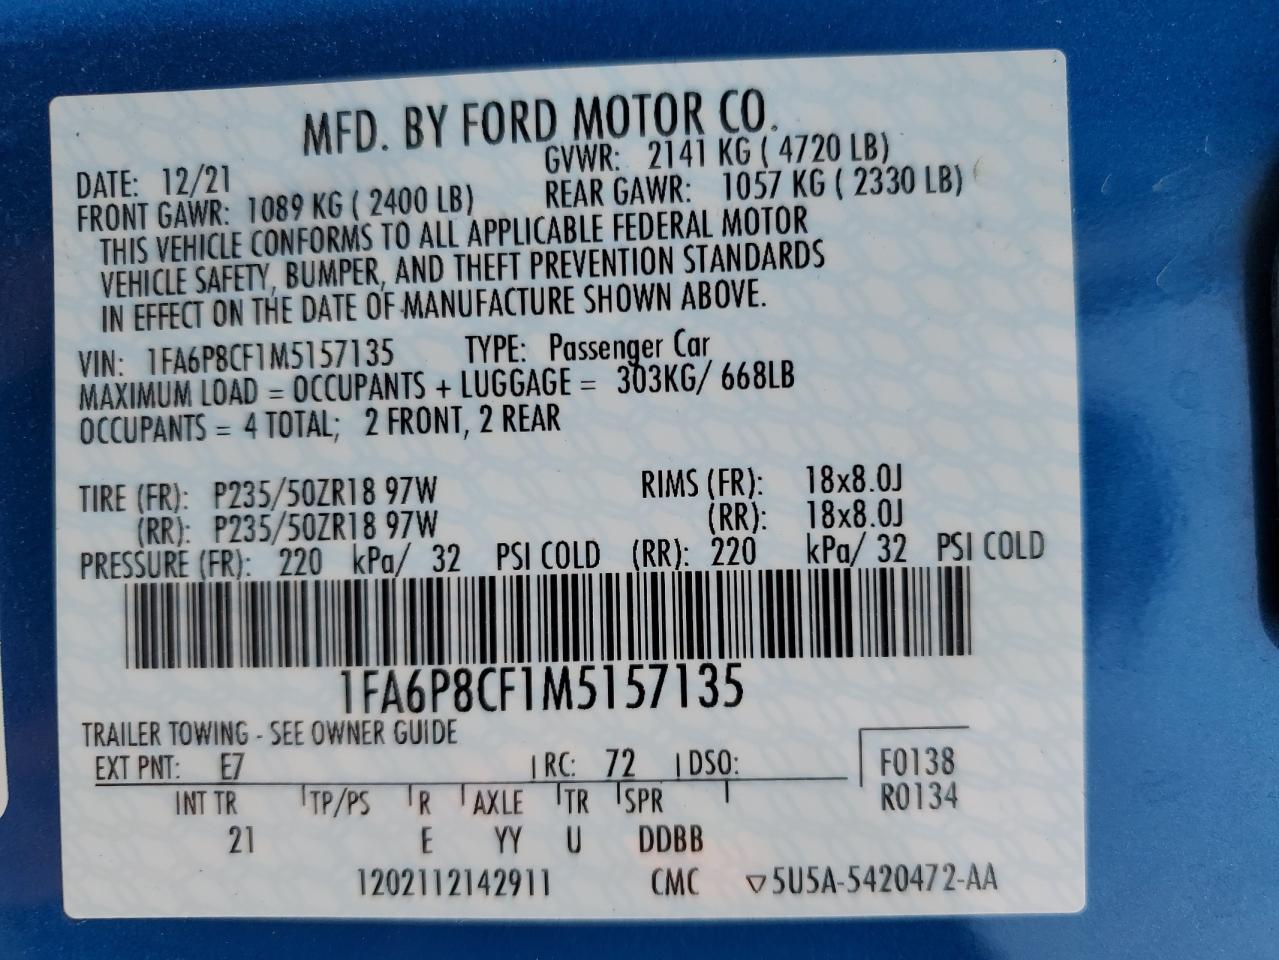 MFD. BY FORD MOTOR CO.
DATE: 12/21 GVWR: 2141 KG ( 4720 LB)
FRONT GAWR: 1089 KG ( 2400 LB) REAR GAWR: 1057 KG ( 2330 LB)
THIS VEHICLE CONFORMS TO ALL APPLICABLE FEDERAL MOTOR
VEHICLE SAFETY, BUMPER, AND THEFT PREVENTION STANDARDS
IN EFFECT ON THE DATE OF MANUFACTURE SHOWN ABOVE.
VIN: 1FA6P8CF1M5157135 TYPE: Passenger Car
MAXIMUM LOAD = OCCUPANTS + LUGGAGE = 303KG/ 668LB
OCCUPANTS = 4 TOTAL; 2 FRONT, 2 REAR
TIRE (FR): P235/50ZR18 97W RIMS (FR): 18x8.0J
(RR): P235/50ZR18 97W (RR): 18x8.0J
PRESSURE (FR): 220 kPa/ 32 PSI COLD (RR): 220 kPa/ 32 PSI COLD
1FA6P8CF1M5157135
TRAILER TOWING - SEE OWNER GUIDE
EXT PNT: E7 RC: 72 DSO: F0138
INT TR TP/PS R AXLE TR SPR R0134
21 E YY U DDBB
1202112142911 CMC ▽5U5A-5420472-AA